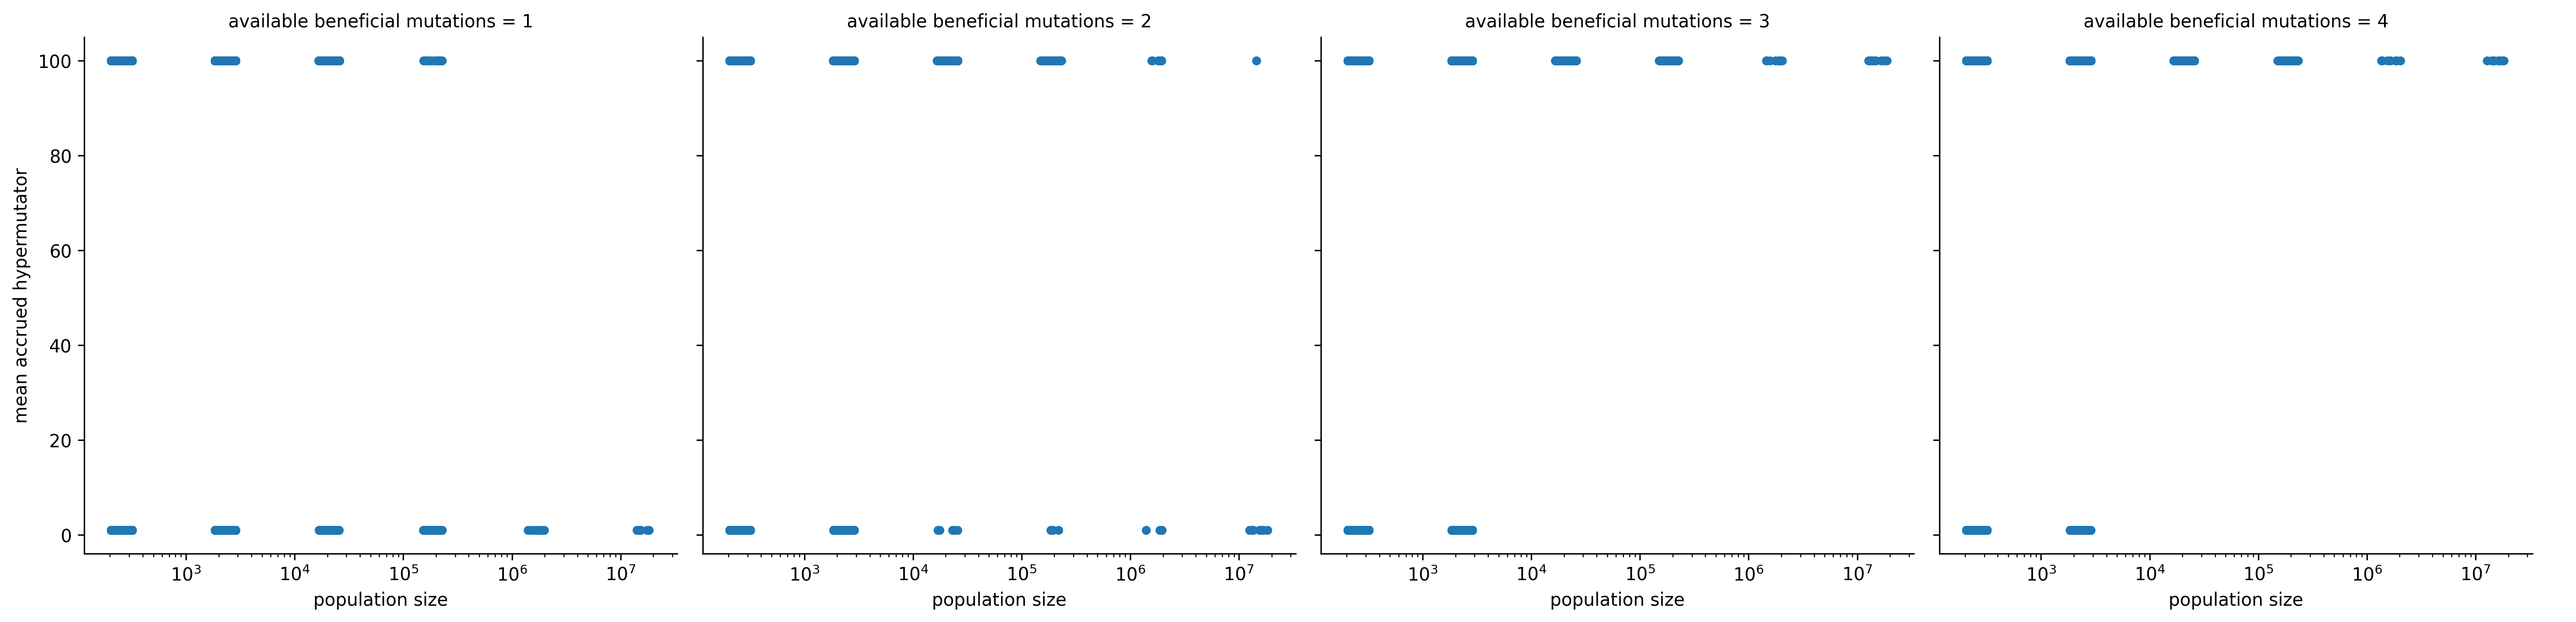 available beneficial mutations = 1
available beneficial mutations = 2
available beneficial mutations = 3
available beneficial mutations = 4
mean accrued hypermutator
100
80
60
40
20
0
10³ 10⁴ 10⁵ 10⁶ 10⁷
10³ 10⁴ 10⁵ 10⁶ 10⁷
10³ 10⁴ 10⁵ 10⁶ 10⁷
10³ 10⁴ 10⁵ 10⁶ 10⁷
population size
population size
population size
population size